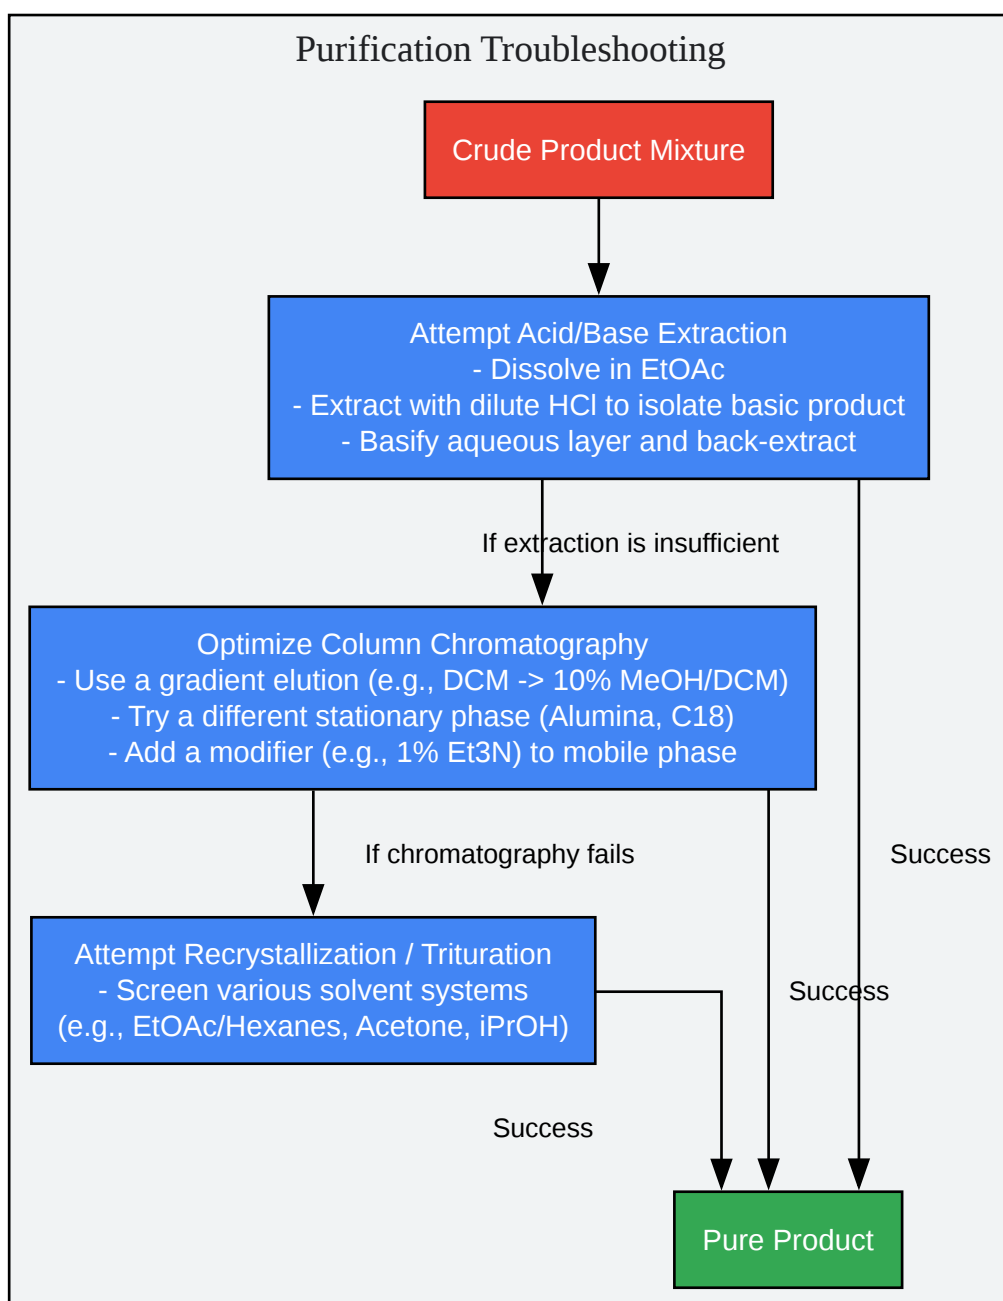 Purification Troubleshooting
Crude Product Mixture
Attempt Acid/Base Extraction
- Dissolve in EtOAc
- Extract with dilute HCl to isolate basic product
- Basify aqueous layer and back-extract
If extraction is insufficient
Optimize Column Chromatography
- Use a gradient elution (e.g., DCM -> 10% MeOH/DCM)
- Try a different stationary phase (Alumina, C18)
- Add a modifier (e.g., 1% Et3N) to mobile phase
If chromatography fails
Success
Attempt Recrystallization / Trituration
- Screen various solvent systems
(e.g., EtOAc/Hexanes, Acetone, iPrOH)
Success
Success
Pure Product